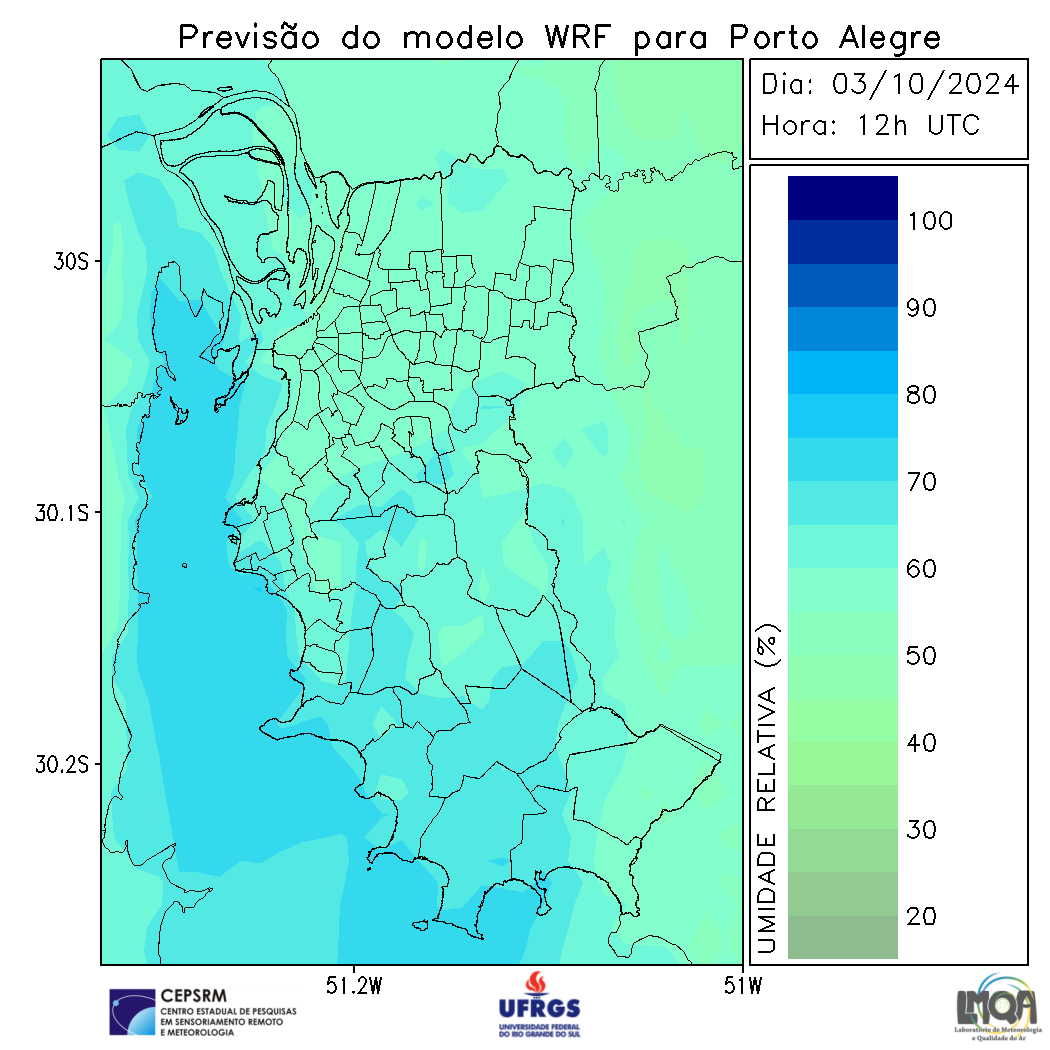 Previsão do modelo WRF para Porto Alegre
Dia: 03/10/2024
Hora: 12h UTC
30S
30.1S
30.2S
51.2W
51W
100
90
80
70
60
50
40
30
20
UMIDADE RELATIVA (%)
CEPSRM
CENTRO ESTADUAL DE PESQUISAS
EM SENSORIAMENTO REMOTO
E METEOROLOGIA
UFRGS
UNIVERSIDADE FEDERAL
DO RIO GRANDE DO SUL
LMQA
Laboratório de Meteorologia
e Qualidade do Ar